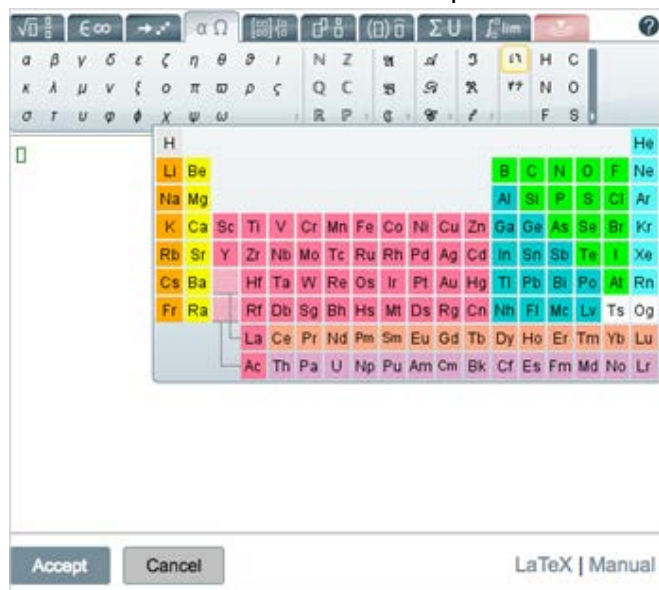 √ ∈∞ → αΩ (0) ΣU lim ?
α β γ δ ε ζ η θ ϑ ι N Z 𝔄 𝒜 ℑ H C
κ λ μ ν ξ ο π ϖ ρ ς Q C 𝔅 ℜ N O
σ τ υ φ ϕ χ ψ ω R P ℭ ℓ F S
H He
Li Be B C N O F Ne
Na Mg Al Si P S Cl Ar
K Ca Sc Ti V Cr Mn Fe Co Ni Cu Zn Ga Ge As Se Br Kr
Rb Sr Y Zr Nb Mo Tc Ru Rh Pd Ag Cd In Sn Sb Te I Xe
Cs Ba Hf Ta W Re Os Ir Pt Au Hg Tl Pb Bi Po At Rn
Fr Ra Rf Db Sg Bh Hs Mt Ds Rg Cn Nh Fl Mc Lv Ts Og
La Ce Pr Nd Pm Sm Eu Gd Tb Dy Ho Er Tm Yb Lu
Ac Th Pa U Np Pu Am Cm Bk Cf Es Fm Md No Lr
Accept Cancel LaTeX | Manual